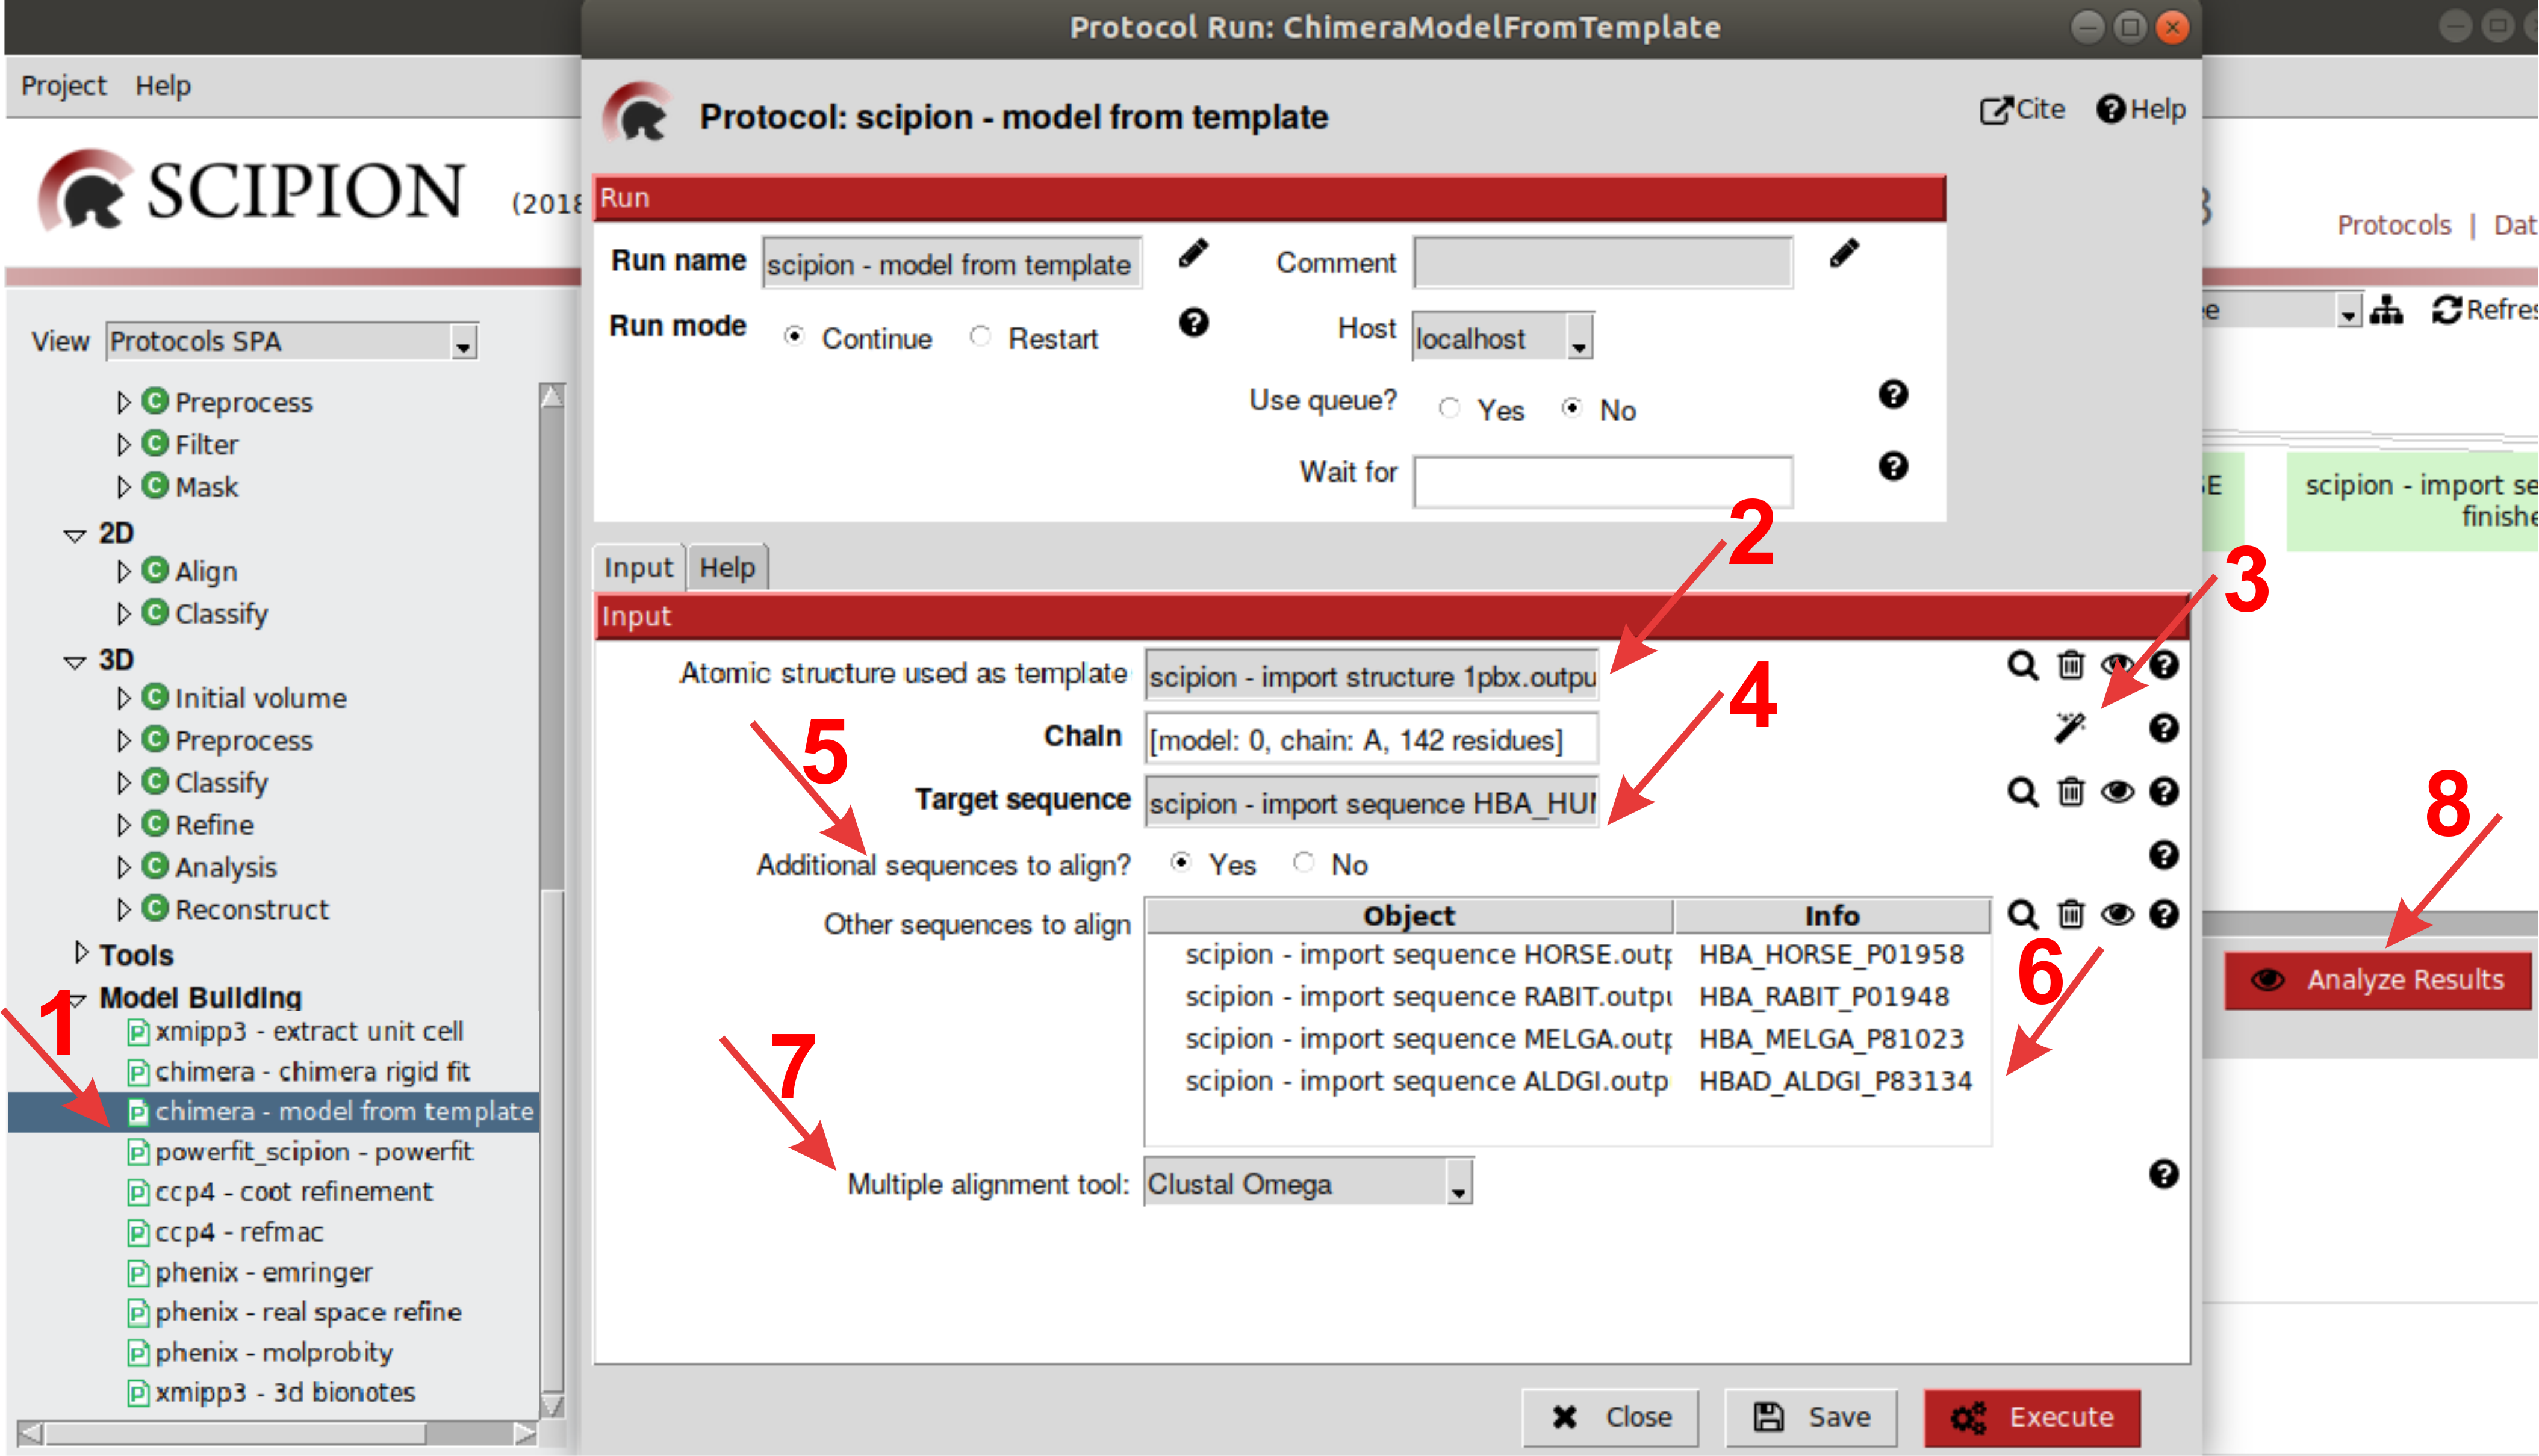 Protocol Run: ChimeraModelFromTemplate
Project Help
Protocol: scipion - model from template
Cite Help
SCIPION (2018
Protocols | Dat
Run
Run name scipion - model from template Comment
Run mode Continue Restart Host localhost
Use queue? Yes No
Wait for
View Protocols SPA
Refres
Preprocess
Filter
Mask
2D
Align
Classify
3D
Initial volume
Preprocess
Classify
Refine
Analysis
Reconstruct
Tools
Model Building
xmipp3 - extract unit cell
chimera - chimera rigid fit
chimera - model from template
powerfit_scipion - powerfit
ccp4 - coot refinement
ccp4 - refmac
phenix - emringer
phenix - real space refine
phenix - molprobity
xmipp3 - 3d bionotes
1
Input Help
Input
Atomic structure used as template scipion - import structure 1pbx.outpu
Chain [model: 0, chain: A, 142 residues]
Target sequence scipion - import sequence HBA_HU
Additional sequences to align? Yes No
Other sequences to align
Object Info
scipion - import sequence HORSE.outp HBA_HORSE_P01958
scipion - import sequence RABIT.outpu HBA_RABIT_P01948
scipion - import sequence MELGA.outp HBA_MELGA_P81023
scipion - import sequence ALDGI.outp HBAD_ALDGI_P83134
Multiple alignment tool: Clustal Omega
2
3
4
5
6
7
8
Close Save Execute
SE
scipion - import se
finishe
Analyze Results